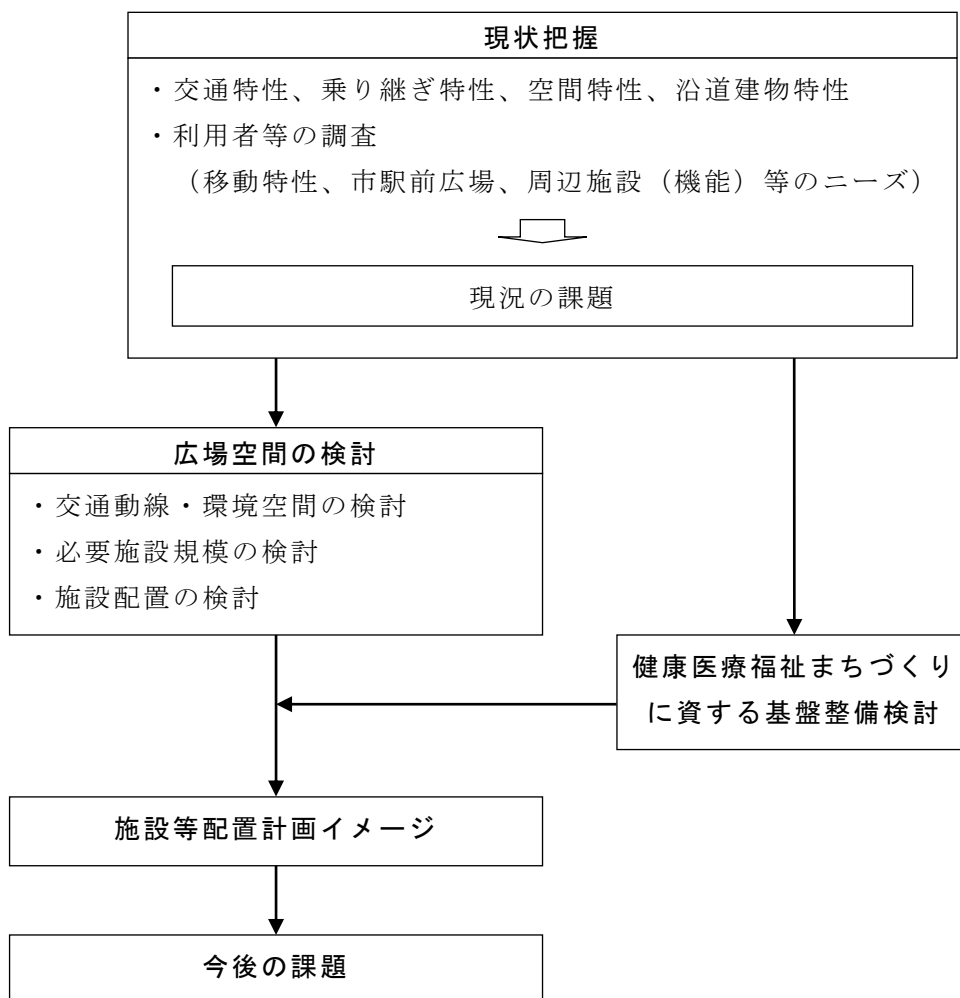 現状把握
・交通特性、乗り継ぎ特性、空間特性、沿道建物特性
・利用者等の調査
（移動特性、市駅前広場、周辺施設（機能）等のニーズ）
現況の課題
広場空間の検討
・交通動線・環境空間の検討
・必要施設規模の検討
・施設配置の検討
健康医療福祉まちづくり
に資する基盤整備検討
施設等配置計画イメージ
今後の課題